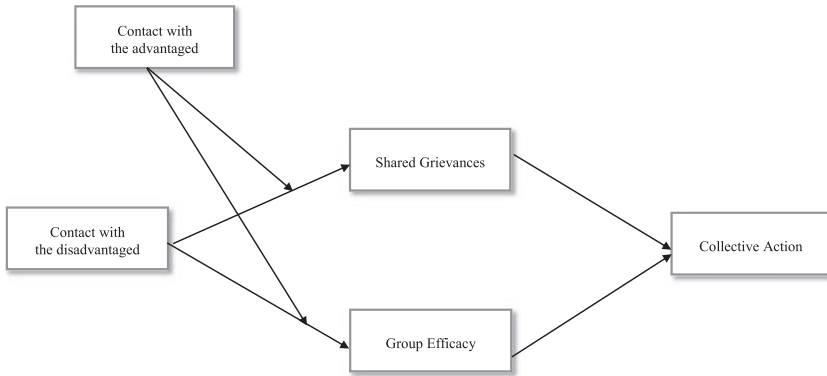 Contact with
the advantaged
Shared Grievances
Contact with
the disadvantaged
Collective Action
Group Efficacy